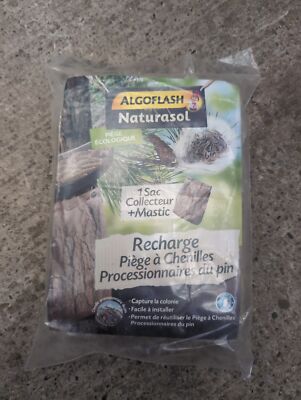 ALGOFLASH
Naturasol
PIÈGE
ÉCOLOGIQUE
1 Sac
Collecteur
+Mastic
Recharge
Piège à Chenilles
Processionnaires du pin
• Capture la colonie
• Facile à installer
• Permet de réutiliser le Piège à Chenilles
Processionnaires du pin